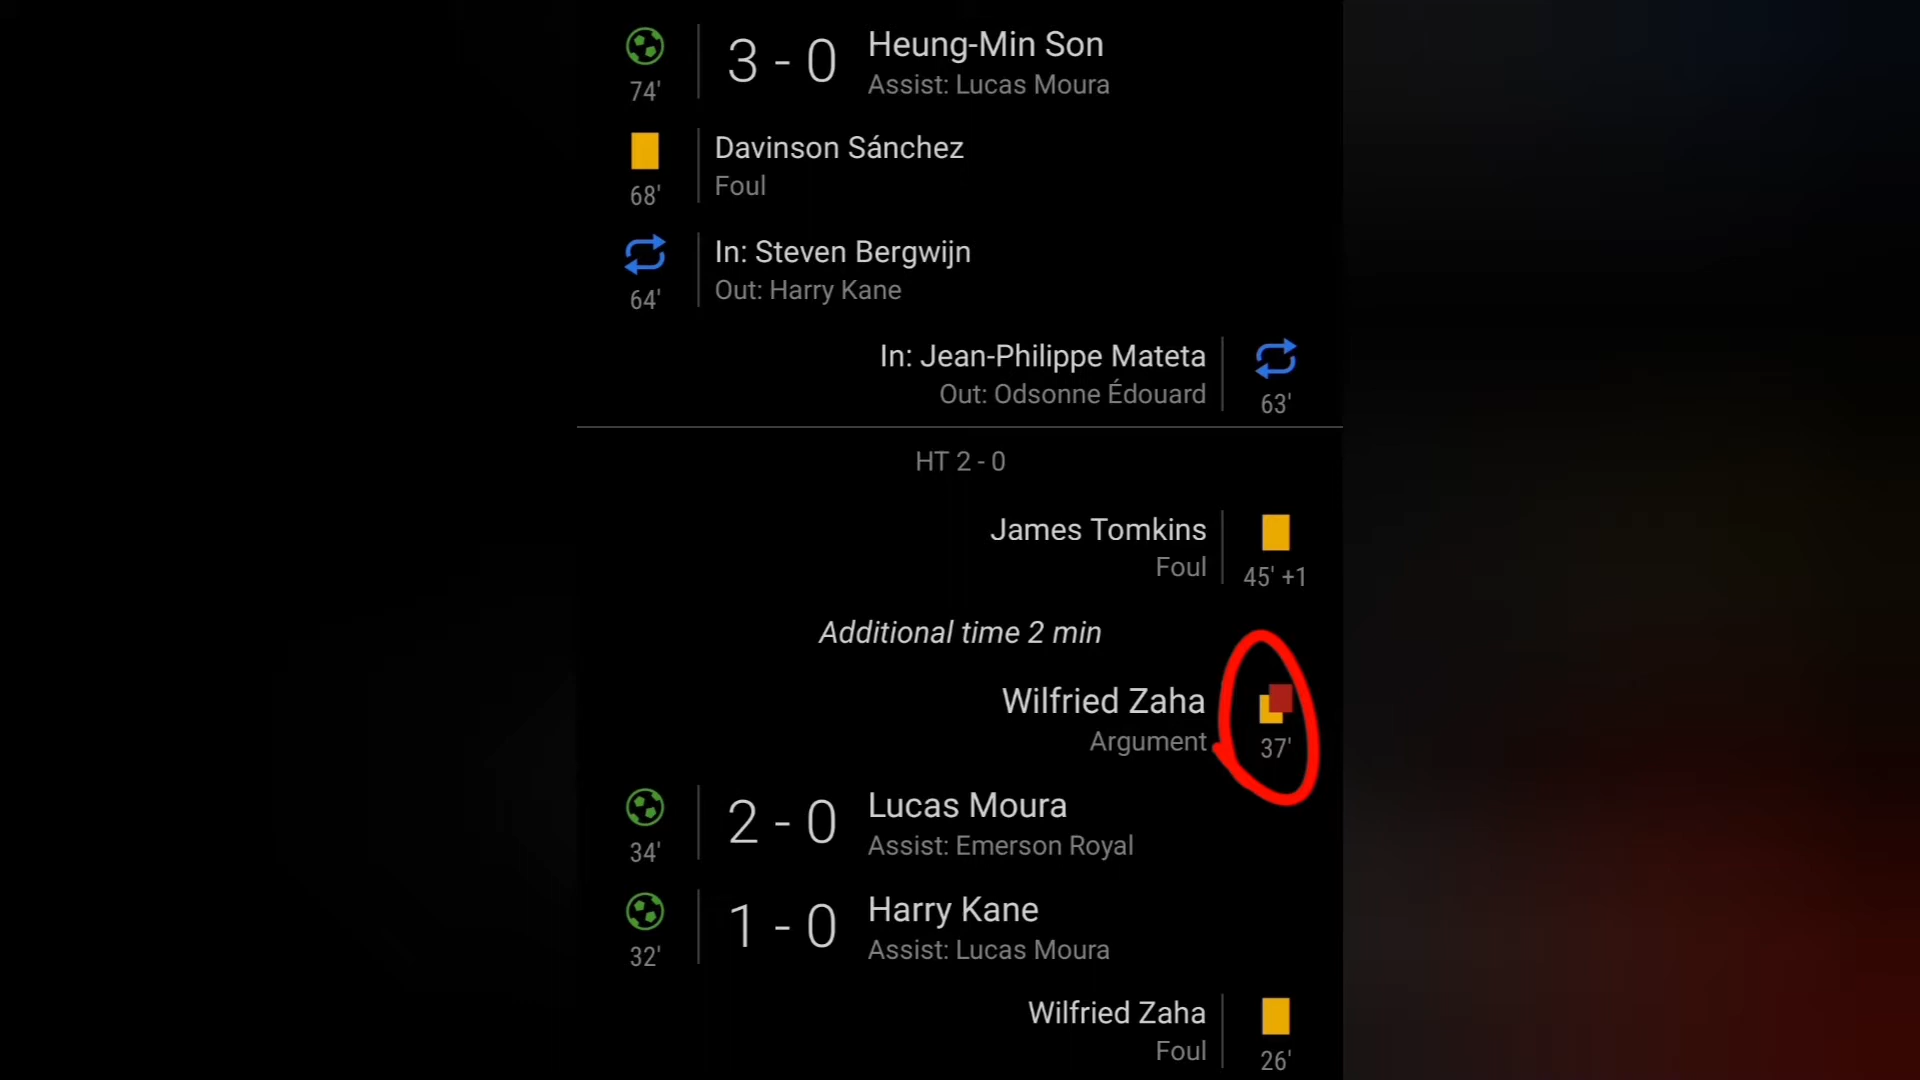 3 - 0
Heung-Min Son
Assist: Lucas Moura
74'
Davinson Sánchez
Foul
68'
In: Steven Bergwijn
Out: Harry Kane
64'
In: Jean-Philippe Mateta
Out: Odsonne Édouard
63'
HT 2 - 0
James Tomkins
Foul
45' +1
Additional time 2 min
Wilfried Zaha
Argument
37'
2 - 0
Lucas Moura
Assist: Emerson Royal
34'
1 - 0
Harry Kane
Assist: Lucas Moura
32'
Wilfried Zaha
Foul
26'